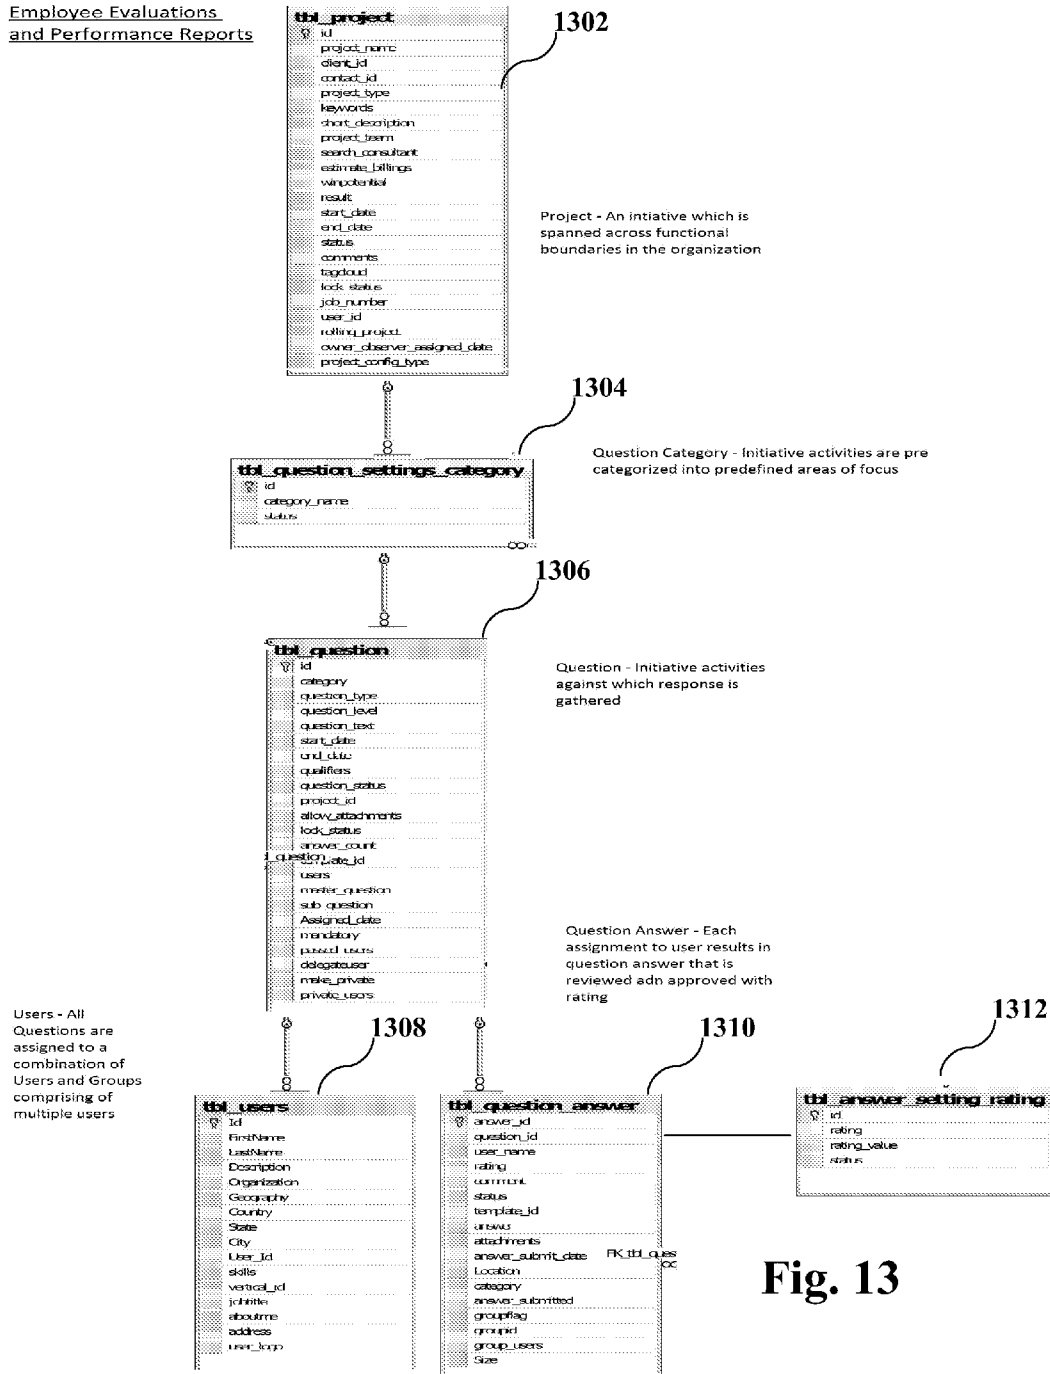 Employee Evaluations
and Performance Reports
tbl_project
1302
id
project_name
client_id
contact_id
project_type
keywords
short_description
project_team
search_consultant
estimate_billings
winpotential
result
start_date
end_date
status
comments
tagcloud
lock_status
job_number
user_id
rolling_project
owner_observer_assigned_date
project_config_type
Project - An intiative which is
spanned across functional
boundaries in the organization
1304
tbl_question_settings_category
id
category_name
status
Question Category - Initiative activities are pre
categorized into predefined areas of focus
1306
tbl_question
id
category
question_type
question_level
question_text
start_date
end_date
qualifiers
question_status
project_id
allow_attachments
lock_status
answer_count
users
master_question
sub_question
Assigned_date
mandatory
passed_users
delegateuser
make_private
private_users
Question - Initiative activities
against which response is
gathered
Question Answer - Each
assignment to user results in
question answer that is
reviewed adn approved with
rating
Users - All
Questions are
assigned to a
combination of
Users and Groups
comprising of
multiple users
1308
tbl_users
Id
FirstName
LastName
Description
Organization
Geography
Country
State
City
User_Id
skills
vertical_id
jobtitle
aboutme
address
user_logo
1310
tbl_question_answer
answer_id
question_id
user_name
rating
comment
status
template_id
answer
attachments
answer_submit_date
Location
category
answer_submitted
groupflag
groupid
group_users
Size
FK_tbl_ques
1312
tbl_answer_setting_rating
id
rating
rating_value
status
Fig. 13